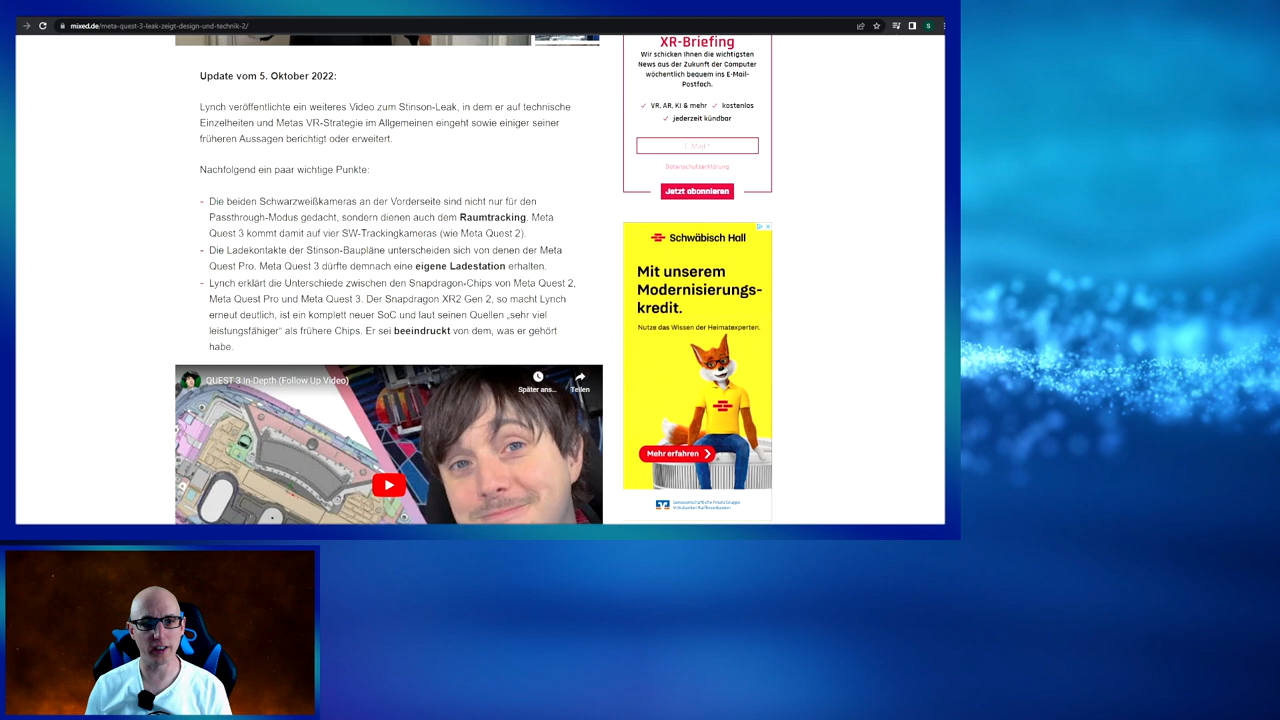 mixed.de/meta-quest-3-leak-zeigt-design-und-technik-2/
S
Update vom 5. Oktober 2022:
Lynch veröffentlichte ein weiteres Video zum Stinson-Leak, in dem er auf technische
Einzelheiten und Metas VR-Strategie im Allgemeinen eingeht sowie einiger seiner
früheren Aussagen berichtigt oder erweitert.
Nachfolgend ein paar wichtige Punkte:
- Die beiden Schwarzweißkameras an der Vorderseite sind nicht nur für den
Passthrough-Modus gedacht, sondern dienen auch dem Raumtracking. Meta
Quest 3 kommt damit auf vier SW-Trackingkameras (wie Meta Quest 2).
- Die Ladekontakte der Stinson-Baupläne unterscheiden sich von denen der Meta
Quest Pro. Meta Quest 3 dürfte demnach eine eigene Ladestation erhalten.
- Lynch erklärt die Unterschiede zwischen den Snapdragon-Chips von Meta Quest 2,
Meta Quest Pro und Meta Quest 3. Der Snapdragon XR2 Gen 2, so macht Lynch
erneut deutlich, ist ein komplett neuer SoC und laut seinen Quellen „sehr viel
leistungsfähiger" als frühere Chips. Er sei beeindruckt von dem, was er gehört
habe.
QUEST 3 In-Depth (Follow Up Video)
Später ans...
Teilen
XR-Briefing
Wir schicken Ihnen die wichtigsten
News aus der Zukunft der Computer
wöchentlich bequem ins E-Mail-
Postfach.
✓ VR, AR, KI & mehr ✓ kostenlos
✓ jederzeit kündbar
E-Mail *
Datenschutzerklärung
Jetzt abonnieren
Schwäbisch Hall
Mit unserem
Modernisierungs-
kredit.
Nutze das Wissen der Heimatexperten.
Mehr erfahren
Genossenschaftliche FinanzGruppe
Volksbanken Raiffeisenbanken